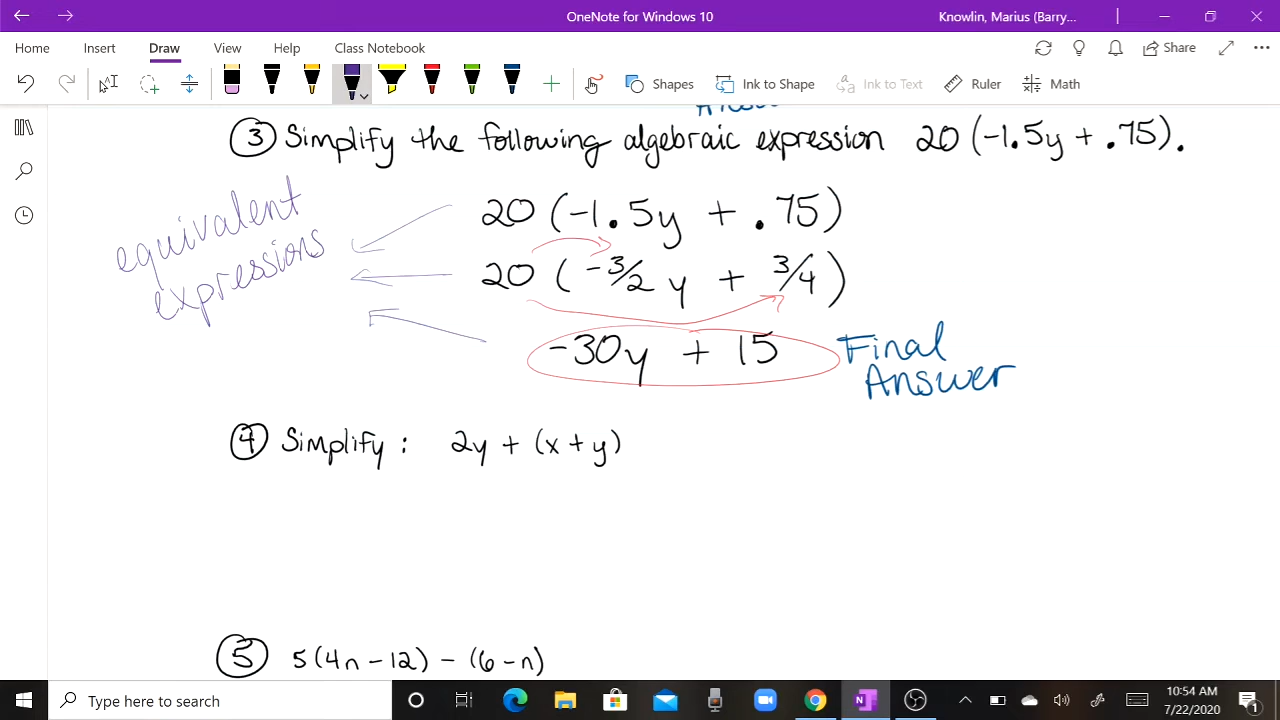 OneNote for Windows 10
Knowlin, Marius (Barry...
Home Insert Draw View Help Class Notebook
Share
Shapes Ink to Shape Ink to Text Ruler Math
③ Simplify the following algebraic expression 20 (-1.5y + .75).
equivalent
expressions
20 (-1.5y + .75)
20 (-3/2 y + 3/4)
-30y + 15
Final
Answer
④ Simplify : 2y + (x + y)
⑤ 5(4n - 12) - (6 - n)
Type here to search
10:54 AM
7/22/2020